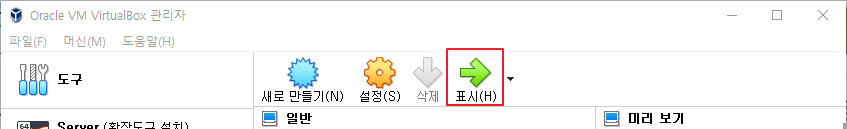 Oracle VM VirtualBox 관리자
파일(F) 머신(M) 도움말(H)
도구
새로 만들기(N) 설정(S) 삭제 표시(H)
64 Server (확장도구 설치)
일반 미리 보기